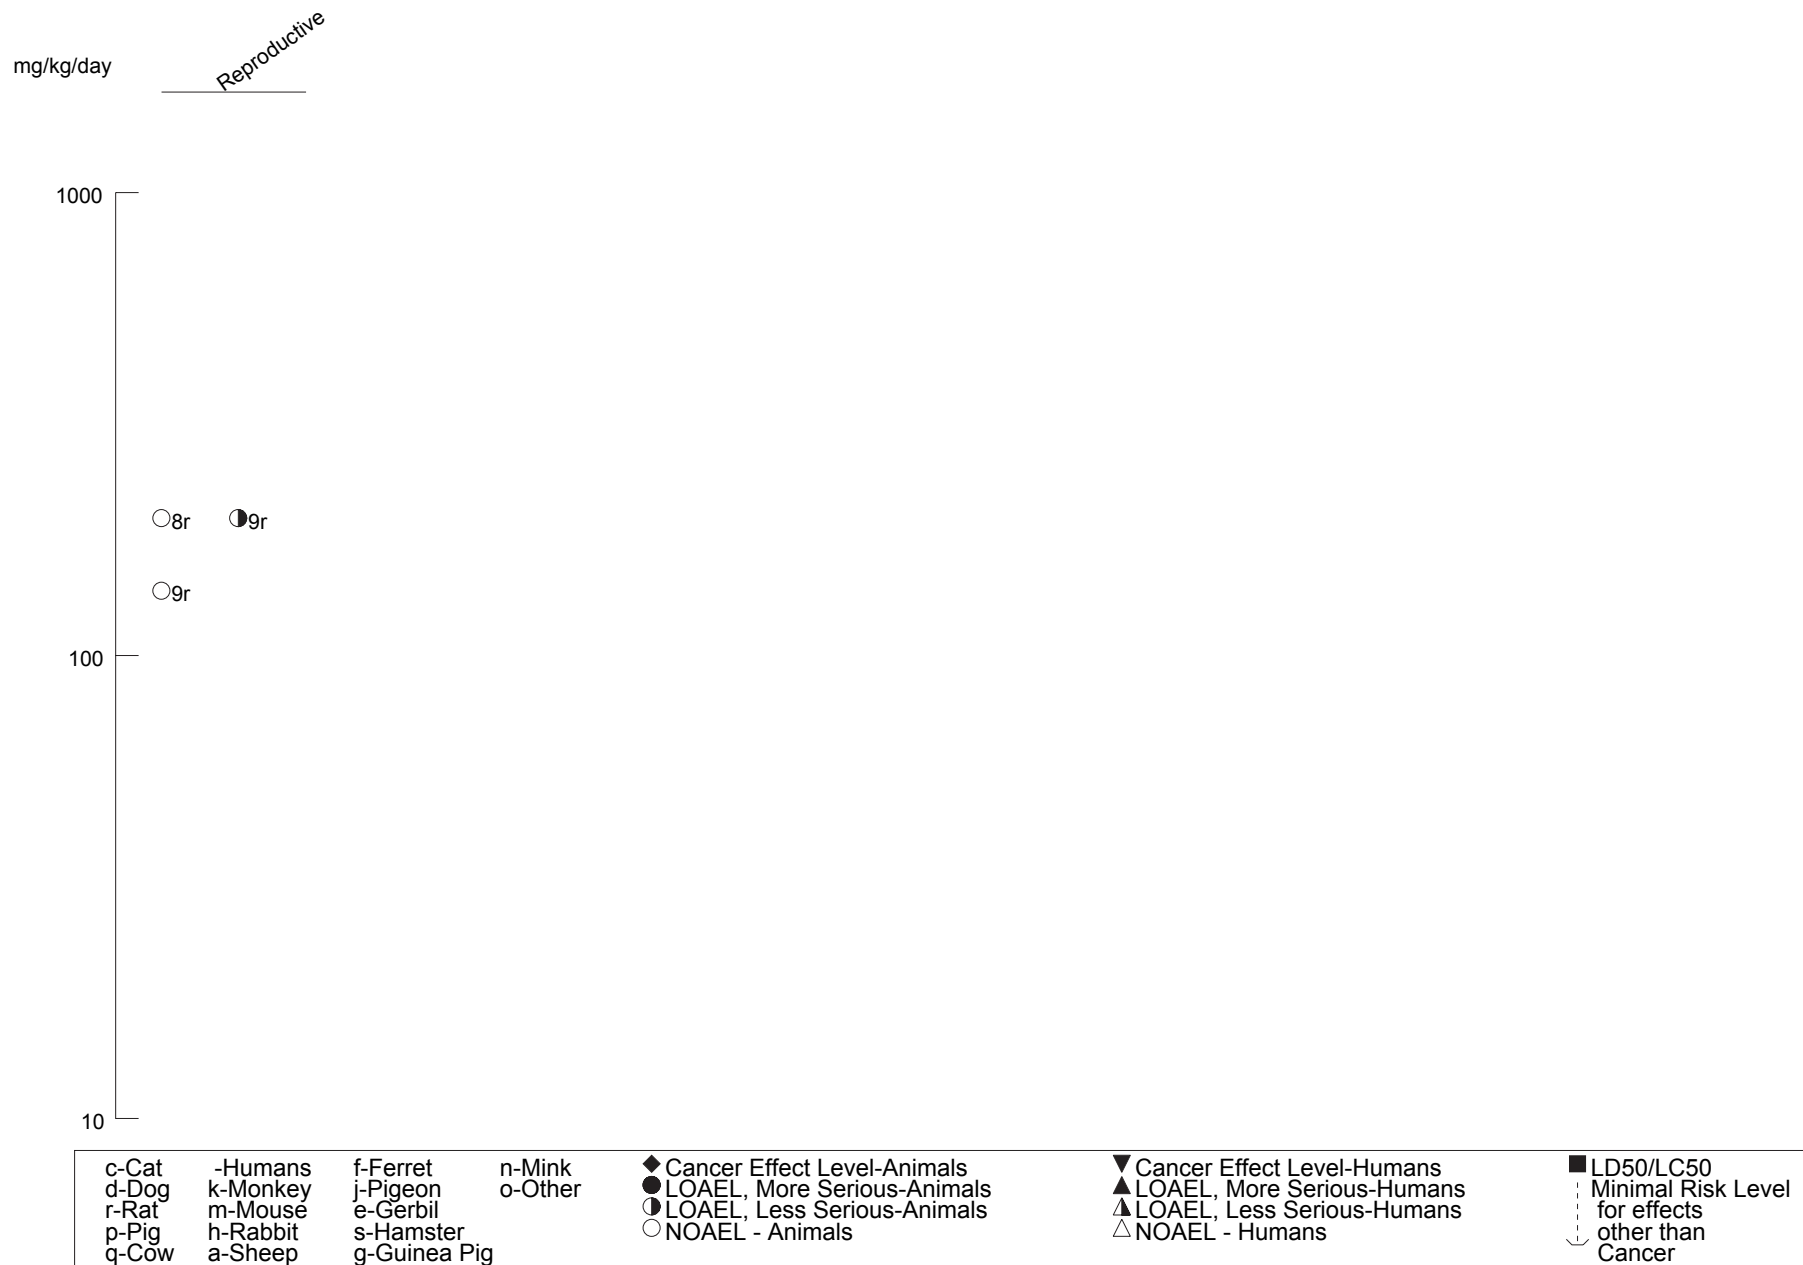 Reproductive
mg/kg/day
1000
8r 9r
9r
100
10
c-Cat -Humans f-Ferret n-Mink Cancer Effect Level-Animals Cancer Effect Level-Humans LD50/LC50
d-Dog k-Monkey j-Pigeon o-Other LOAEL, More Serious-Animals LOAEL, More Serious-Humans Minimal Risk Level
r-Rat m-Mouse e-Gerbil LOAEL, Less Serious-Animals LOAEL, Less Serious-Humans for effects
p-Pig h-Rabbit s-Hamster NOAEL - Animals NOAEL - Humans other than
q-Cow a-Sheep g-Guinea Pig Cancer